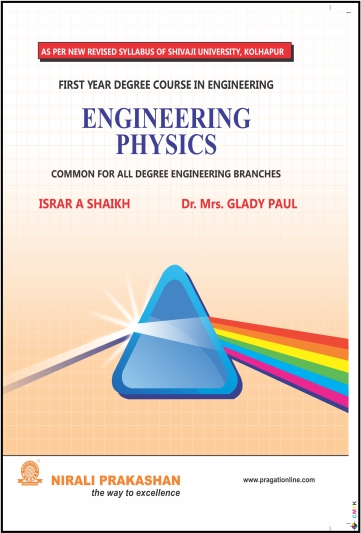 AS PER NEW REVISED SYLLABUS OF SHIVAJI UNIVERSITY, KOLHAPUR
FIRST YEAR DEGREE COURSE IN ENGINEERING
ENGINEERING
PHYSICS
COMMON FOR ALL DEGREE ENGINEERING BRANCHES
ISRAR A SHAIKH Dr. Mrs. GLADY PAUL
NIRALI PRAKASHAN
the way to excellence
www.pragationline.com